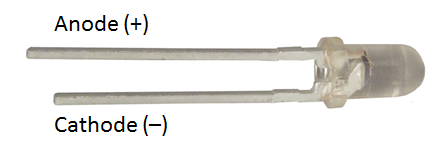 Anode (+)
Cathode (–)